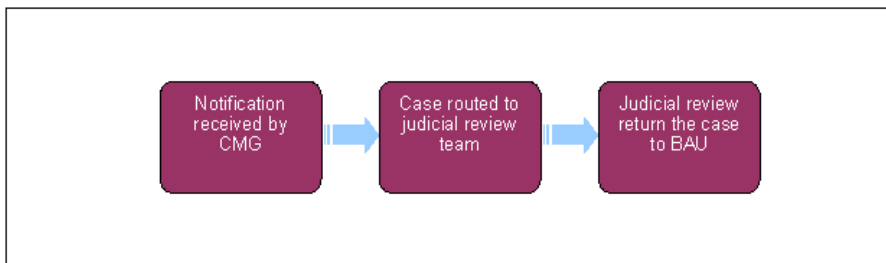 Notification
received by
CMG
Case routed to
judicial review
team
Judicial review
return the case
to BAU